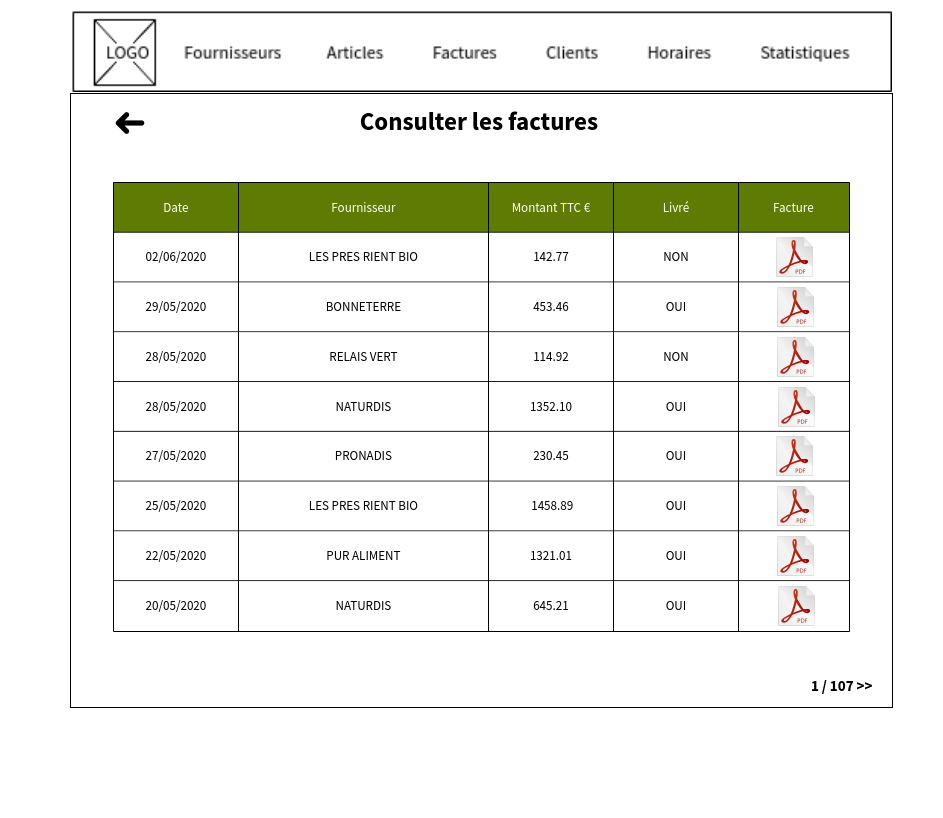 LOGO Fournisseurs Articles Factures Clients Horaires Statistiques
Consulter les factures
Date Fournisseur Montant TTC € Livré Facture
02/06/2020 LES PRES RIENT BIO 142.77 NON PDF
29/05/2020 BONNETERRE 453.46 OUI PDF
28/05/2020 RELAIS VERT 114.92 NON PDF
28/05/2020 NATURDIS 1352.10 OUI PDF
27/05/2020 PRONADIS 230.45 OUI PDF
25/05/2020 LES PRES RIENT BIO 1458.89 OUI PDF
22/05/2020 PUR ALIMENT 1321.01 OUI PDF
20/05/2020 NATURDIS 645.21 OUI PDF
1 / 107 >>